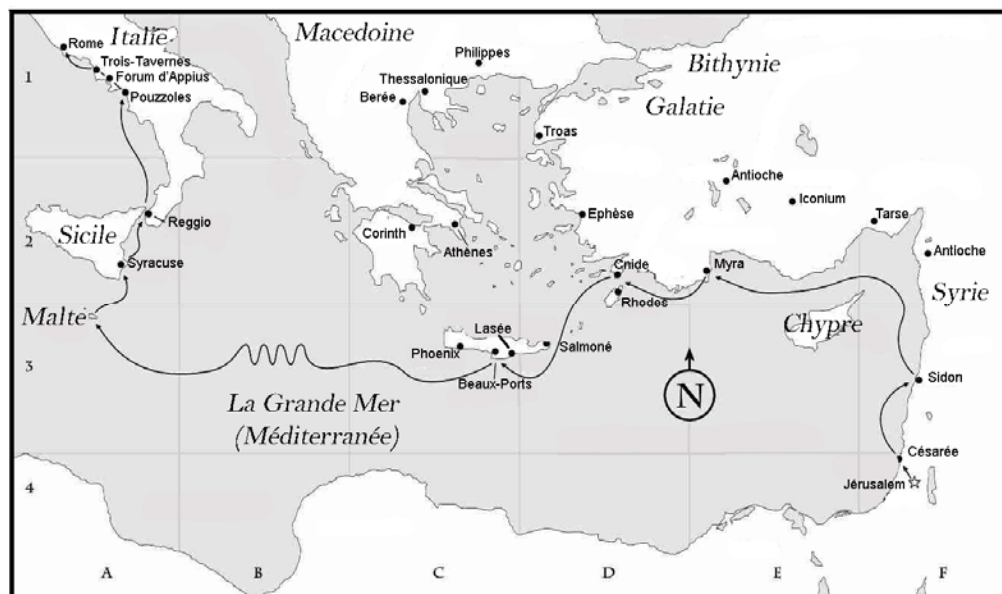 Italie
Macedoine
Rome
Trois-Tavernes
Forum d'Appius
Pouzzoles
Philippes
Thessalonique
Berée
Bithynie
Galatie
Troas
1
Antioche
Iconium
Tarse
Ephèse
Reggio
Corinth
Athènes
Sicile
2
Syracuse
Cnide
Myra
Antioche
Rhodes
Syrie
Malte
Chypre
Lasée
Phoenix
Salmoné
3
Beaux-Ports
Sidon
N
La Grande Mer
(Méditerranée)
Césarée
Jérusalem
4
A
B
C
D
E
F